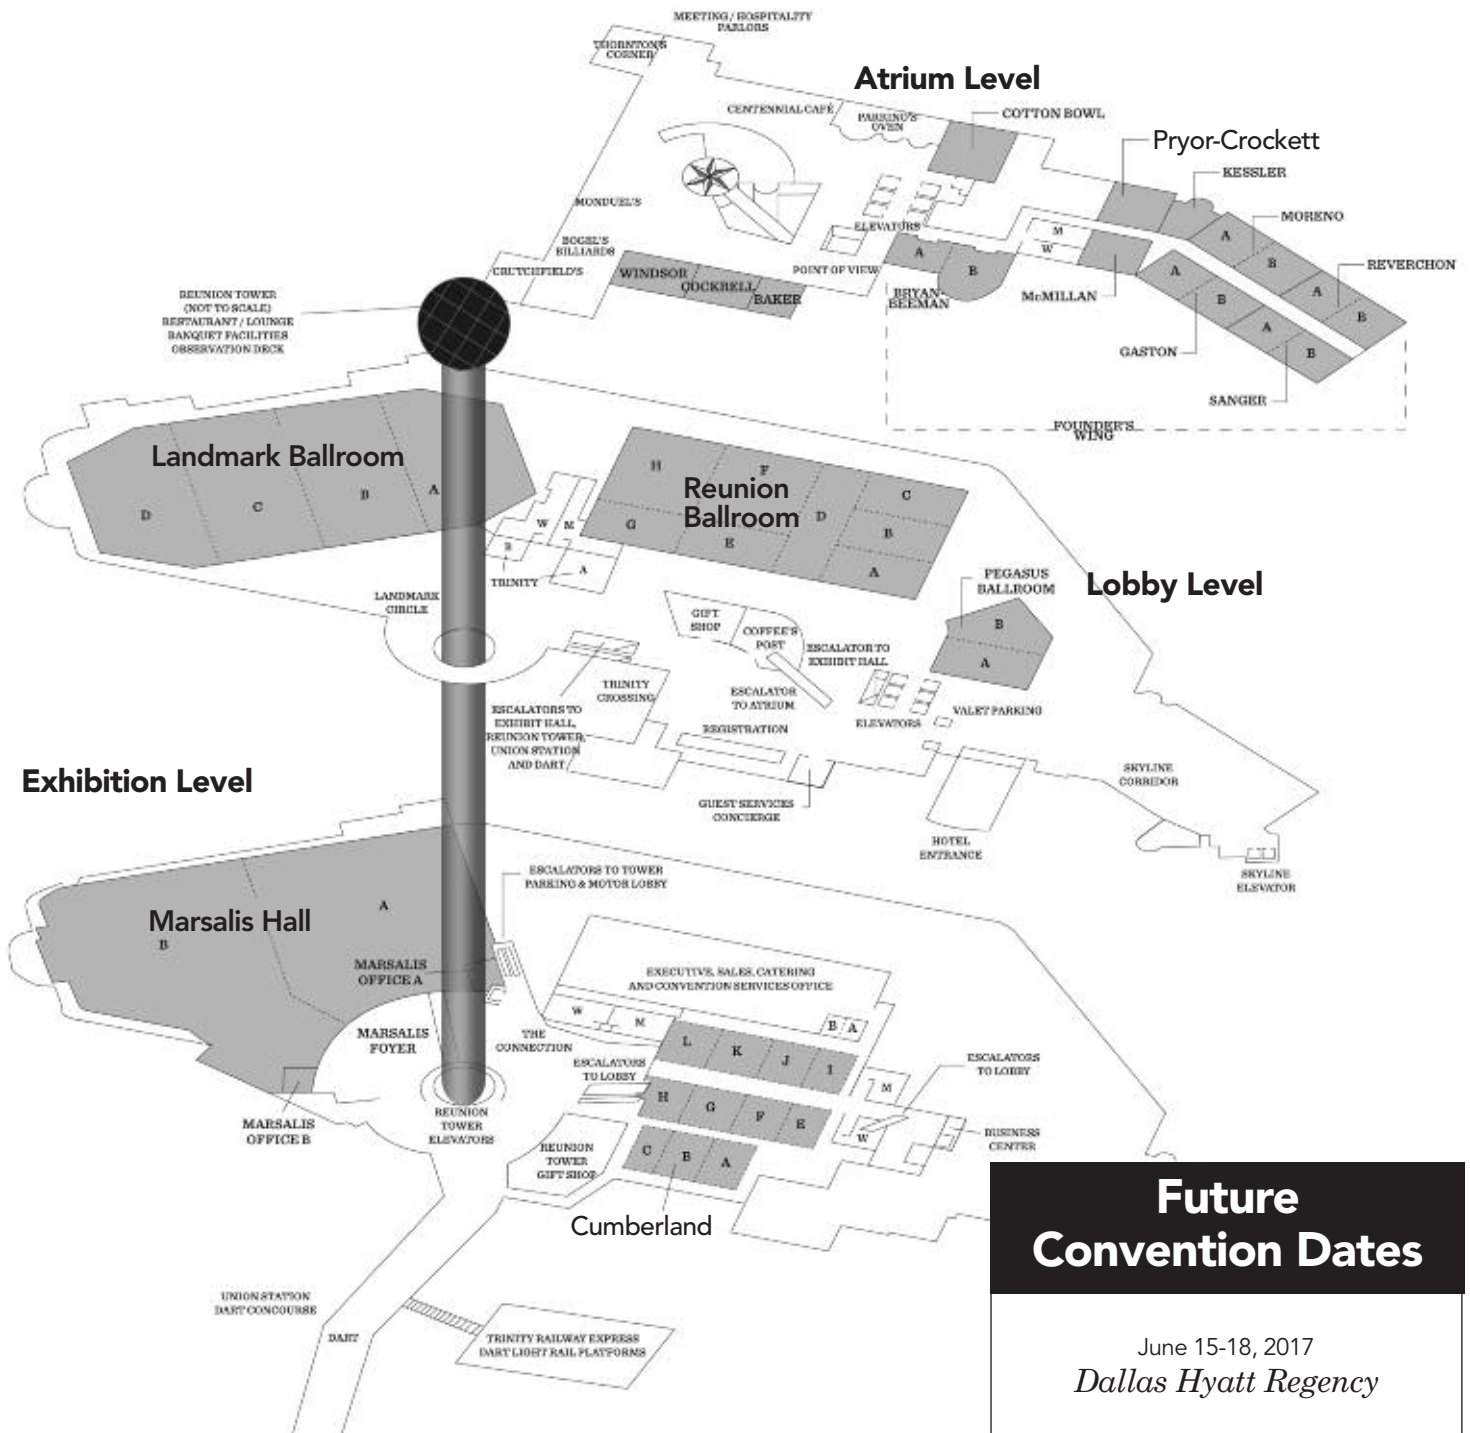 MEETING / HOSPITALITY
PARLORS
THORNTON'S
CORNER
Atrium Level
CENTENNIAL CAFÉ
PARRINO'S
OVEN
COTTON BOWL
Pryor-Crockett
KESSLER
MORENO
A
B
REVERCHON
A
B
MONDUEL'S
BOGEL'S
BILLIARDS
CRUTCHFIELD'S
WINDSOR
COCKRELL
BAKER
ELEVATORS
POINT OF VIEW
A
B
BRYAN-
BEEMAN
M
W
McMILLAN
A
B
GASTON
A
B
SANGER
FOUNDER'S
WING
REUNION TOWER
(NOT TO SCALE)
RESTAURANT / LOUNGE
BANQUET FACILITIES
OBSERVATION DECK
Landmark Ballroom
D
C
B
A
Reunion
Ballroom
H
F
C
G
E
D
B
A
W
M
B
A
TRINITY
LANDMARK
CIRCLE
PEGASUS
BALLROOM
B
A
Lobby Level
GIFT
SHOP
COFFEE'S
POST
ESCALATOR TO
EXHIBIT HALL
TRINITY
CROSSING
ESCALATOR
TO ATRIUM
ESCALATORS TO
EXHIBIT HALL,
REUNION TOWER,
UNION STATION
AND DART
REGISTRATION
ELEVATORS
VALET PARKING
GUEST SERVICES
CONCIERGE
HOTEL
ENTRANCE
SKYLINE
CORRIDOR
SKYLINE
ELEVATOR
Exhibition Level
ESCALATORS TO TOWER
PARKING & MOTOR LOBBY
Marsalis Hall
A
B
MARSALIS
OFFICE A
MARSALIS
FOYER
MARSALIS
OFFICE B
THE
CONNECTION
REUNION
TOWER
ELEVATORS
EXECUTIVE, SALES, CATERING
AND CONVENTION SERVICES OFFICE
W
M
B
A
ESCALATORS
TO LOBBY
L
K
J
I
H
G
F
E
C
B
A
Cumberland
REUNION
TOWER
GIFT SHOP
ESCALATORS
TO LOBBY
M
W
BUSINESS
CENTER
UNION STATION
DART CONCOURSE
DART
TRINITY RAILWAY EXPRESS
DART LIGHT RAIL PLATFORMS
Future
Convention Dates
June 15-18, 2017
Dallas Hyatt Regency